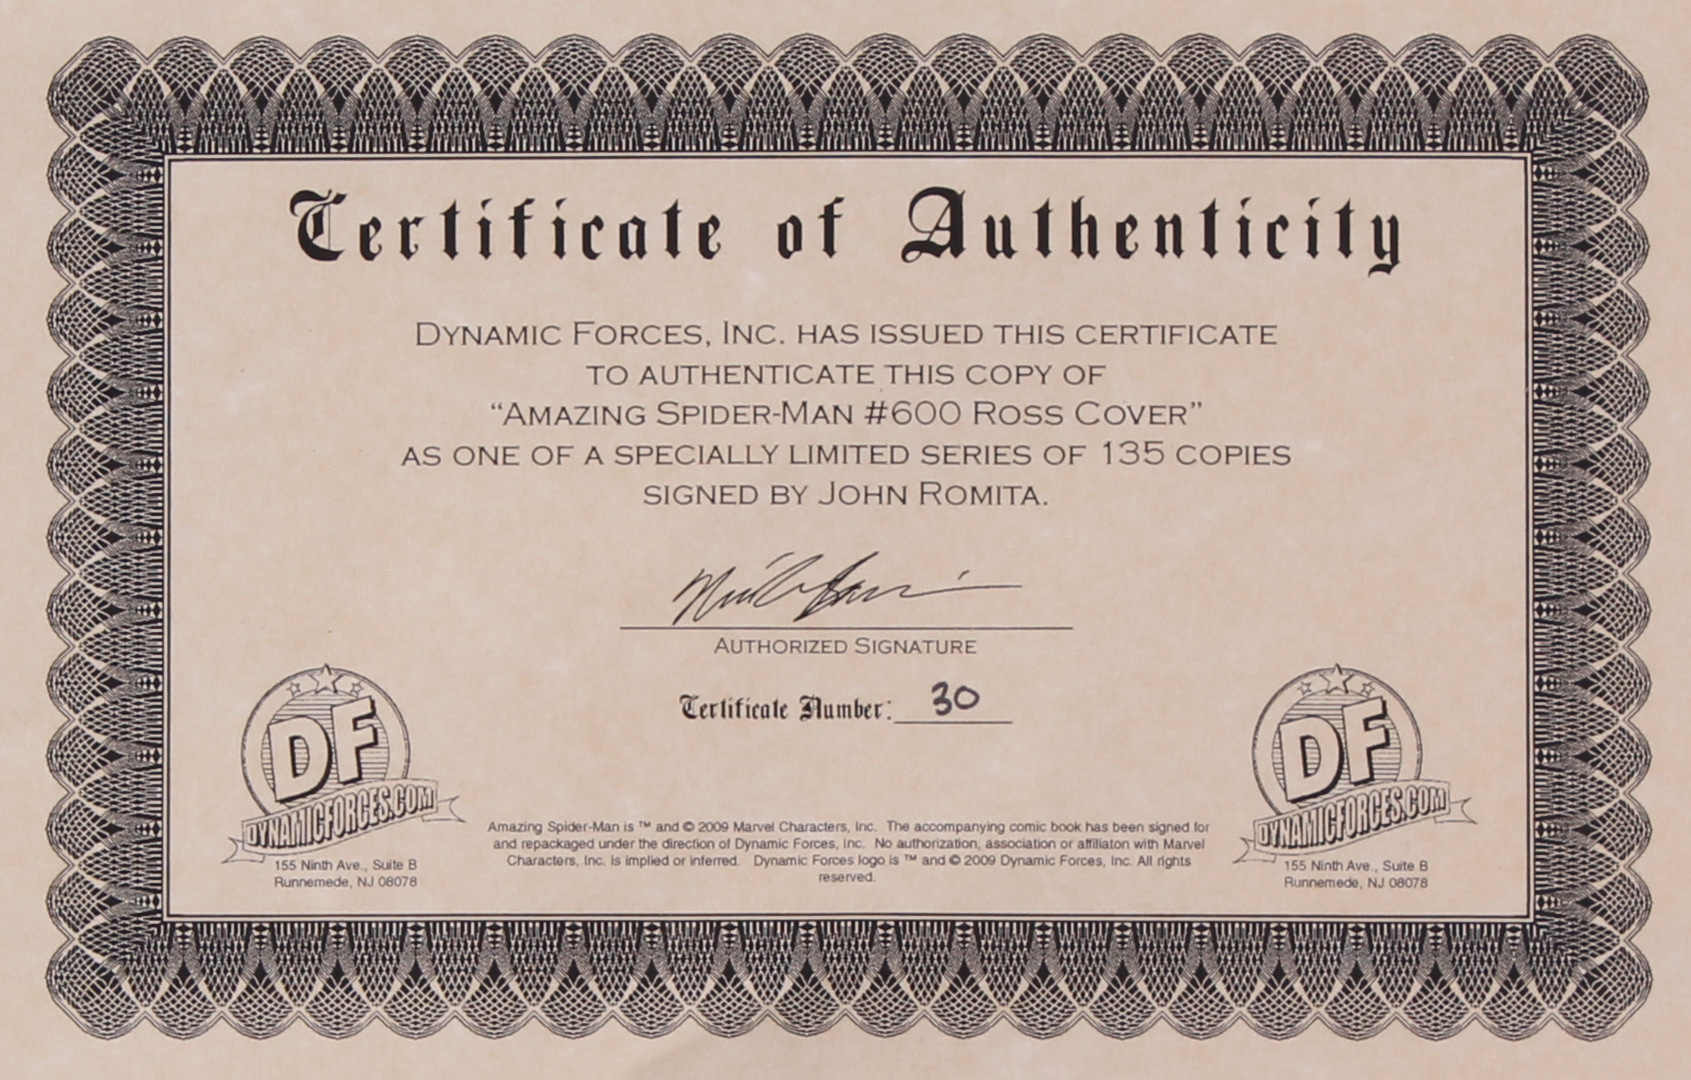 Certificate of Authenticity
DYNAMIC FORCES, INC. HAS ISSUED THIS CERTIFICATE
TO AUTHENTICATE THIS COPY OF
“AMAZING SPIDER-MAN #600 ROSS COVER”
AS ONE OF A SPECIALLY LIMITED SERIES OF 135 COPIES
SIGNED BY JOHN ROMITA.
AUTHORIZED SIGNATURE
Certificate Number: 30
DF
DYNAMICFORCES.COM
155 Ninth Ave., Suite B
Runnemede, NJ 08078
Amazing Spider-Man is ™ and © 2009 Marvel Characters, Inc. The accompanying comic book has been signed for
and repackaged under the direction of Dynamic Forces, Inc. No authorization, association or affiliaton with Marvel
Characters, Inc. is implied or inferred. Dynamic Forces logo is ™ and © 2009 Dynamic Forces, Inc. All rights
reserved.
DF
DYNAMICFORCES.COM
155 Ninth Ave., Suite B
Runnemede, NJ 08078